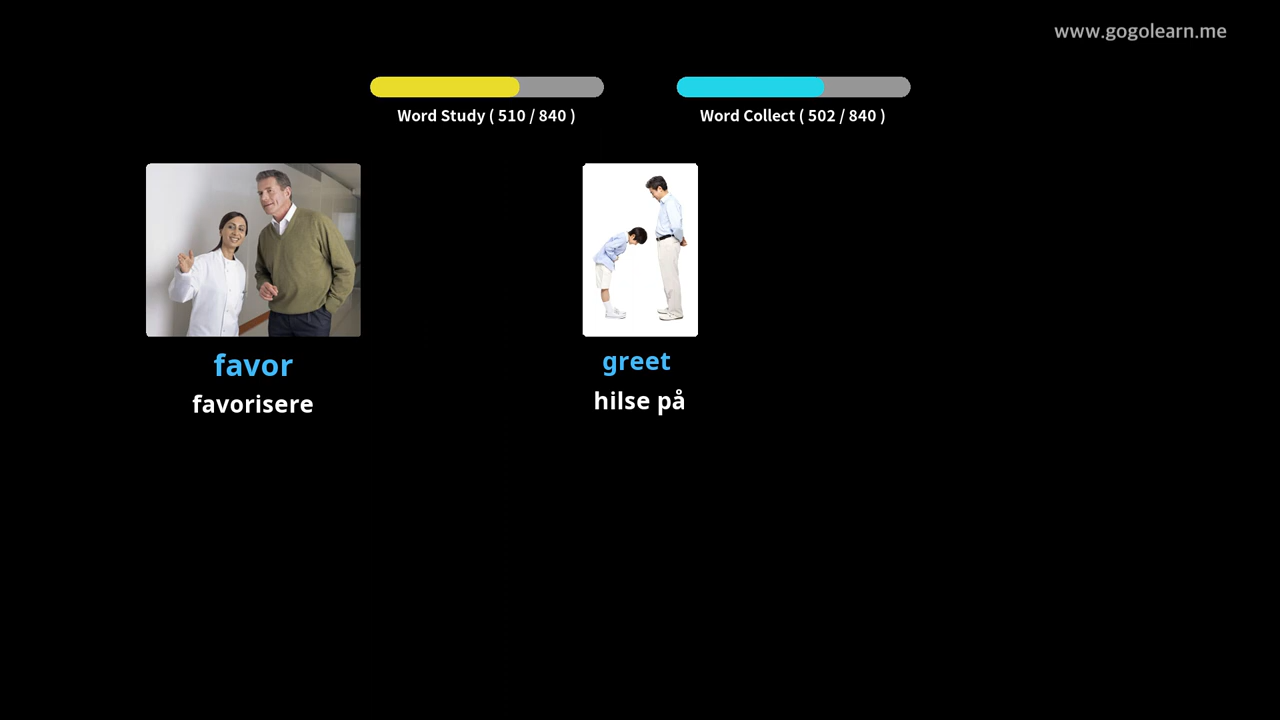 www.gogolearn.me
Word Study ( 510 / 840 )
Word Collect ( 502 / 840 )
favor
favorisere
greet
hilse på